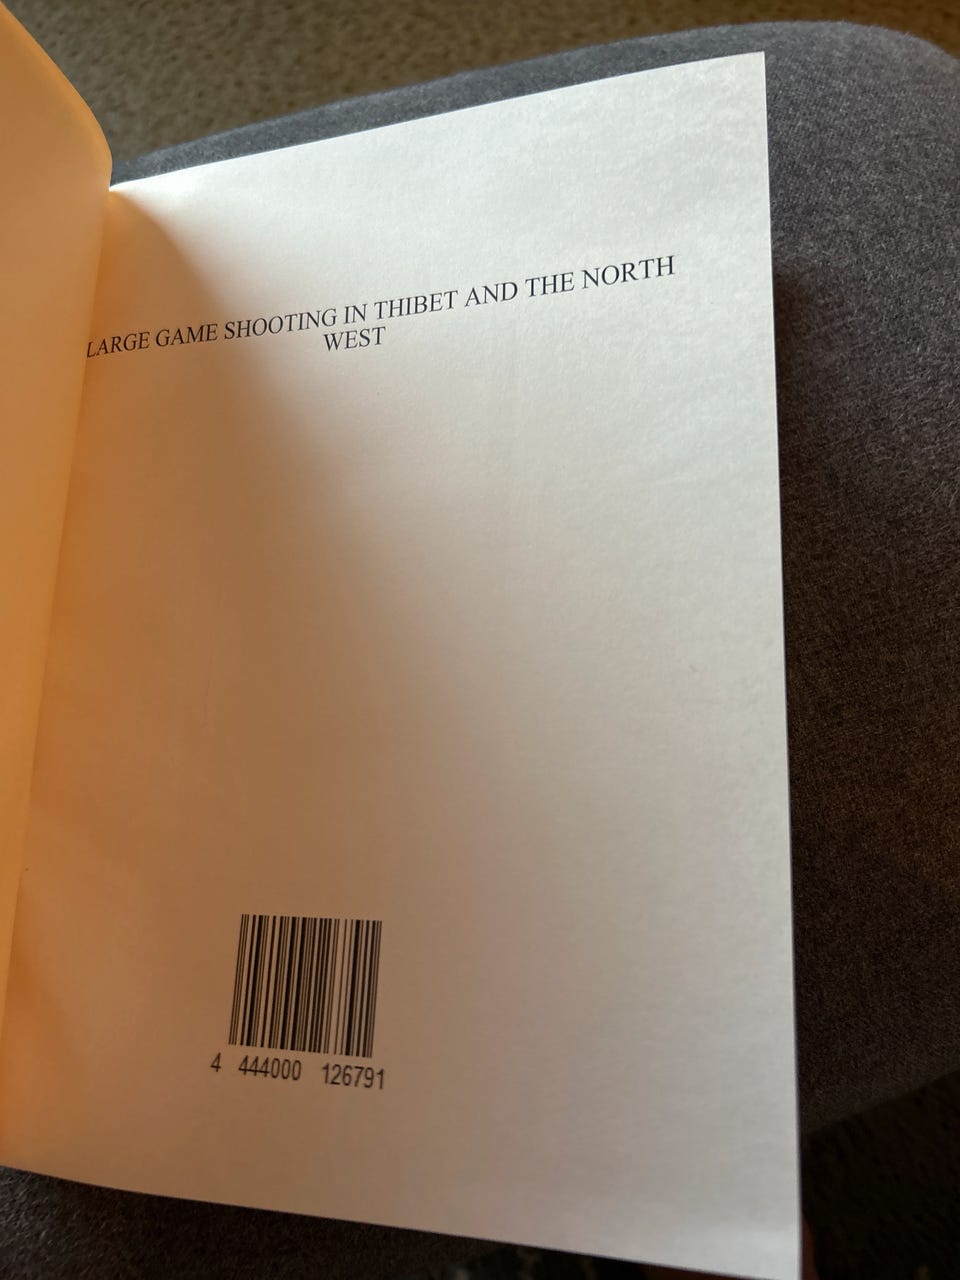 LARGE GAME SHOOTING IN THIBET AND THE NORTH
WEST
4 444000 126791